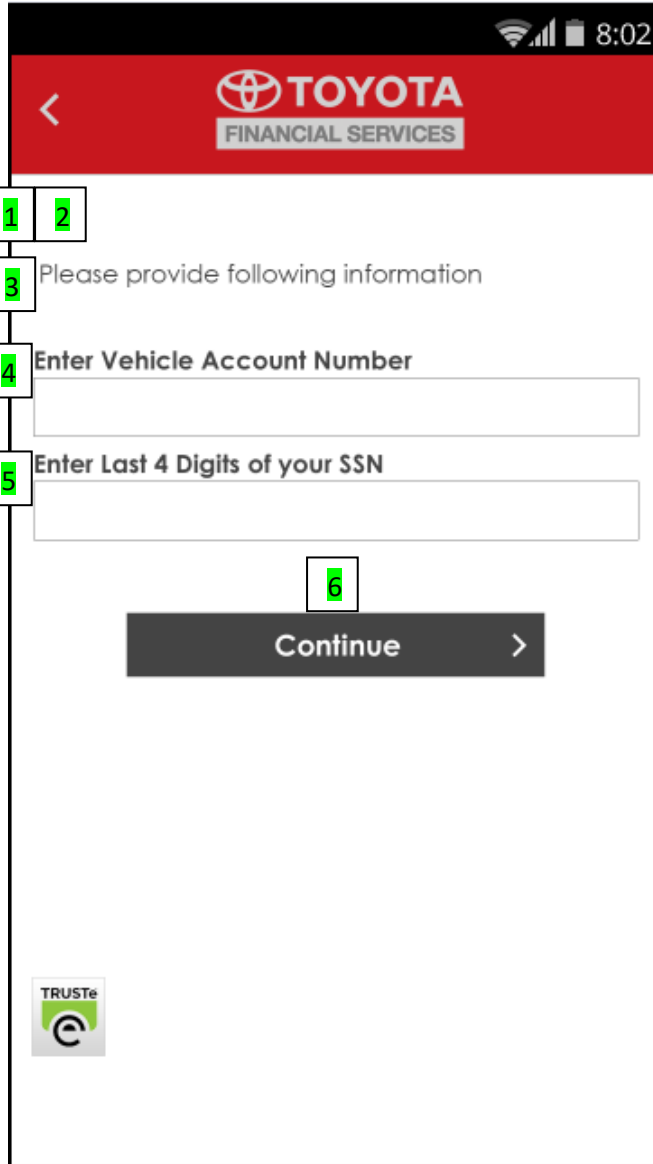 8:02
TOYOTA
FINANCIAL SERVICES
1 2
3 Please provide following information
4 Enter Vehicle Account Number
5 Enter Last 4 Digits of your SSN
6
Continue
TRUSTe
e